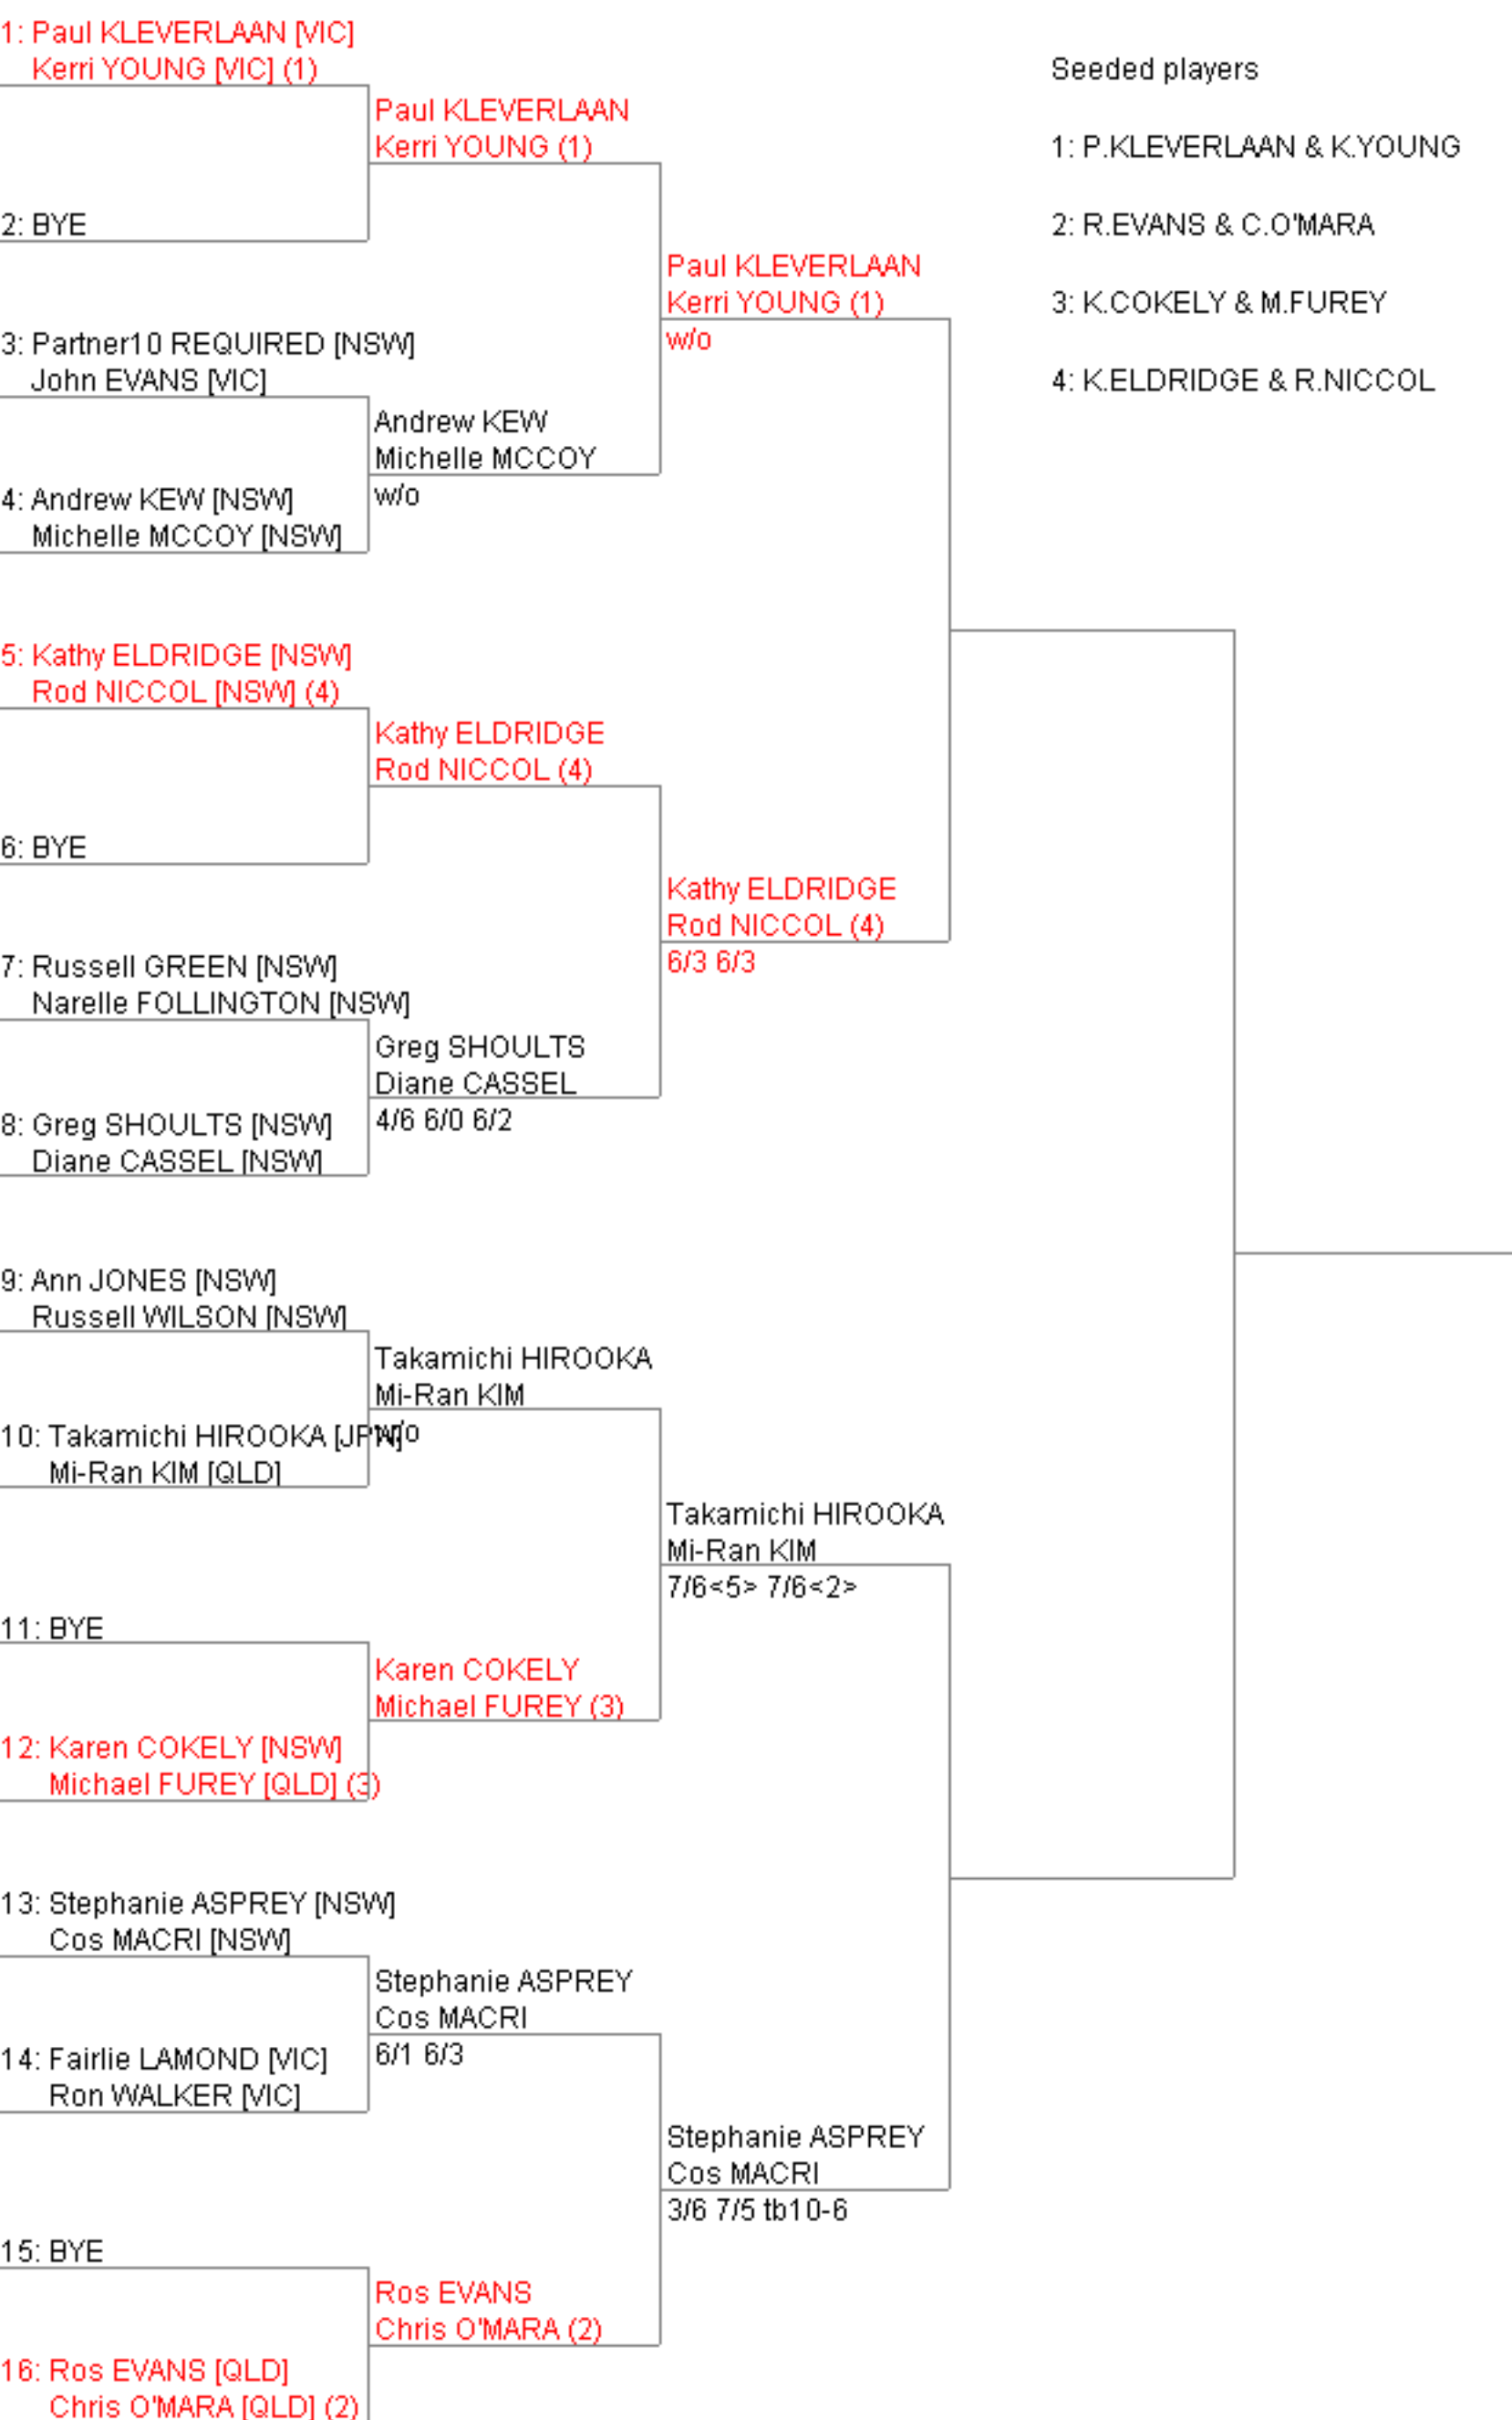 1: Paul KLEVERLAAN [VIC]
Kerri YOUNG [VIC] (1)
2: BYE
3: Partner10 REQUIRED [NSW]
John EVANS [VIC]
4: Andrew KEW [NSW]
Michelle MCCOY [NSW]
5: Kathy ELDRIDGE [NSW]
Rod NICCOL [NSW] (4)
6: BYE
7: Russell GREEN [NSW]
Narelle FOLLINGTON [NSW]
8: Greg SHOULTS [NSW]
Diane CASSEL [NSW]
9: Ann JONES [NSW]
Russell WILSON [NSW]
10: Takamichi HIROOKA [JPN]
Mi-Ran KIM [QLD]
11: BYE
12: Karen COKELY [NSW]
Michael FUREY [QLD] (3)
13: Stephanie ASPREY [NSW]
Cos MACRI [NSW]
14: Fairlie LAMOND [VIC]
Ron WALKER [VIC]
15: BYE
16: Ros EVANS [QLD]
Chris O'MARA [QLD] (2)
Paul KLEVERLAAN
Kerri YOUNG (1)
Andrew KEW
Michelle MCCOY
w/o
Kathy ELDRIDGE
Rod NICCOL (4)
Greg SHOULTS
Diane CASSEL
4/6 6/0 6/2
Takamichi HIROOKA
Mi-Ran KIM
w/o
Karen COKELY
Michael FUREY (3)
Stephanie ASPREY
Cos MACRI
6/1 6/3
Ros EVANS
Chris O'MARA (2)
Paul KLEVERLAAN
Kerri YOUNG (1)
w/o
Kathy ELDRIDGE
Rod NICCOL (4)
6/3 6/3
Takamichi HIROOKA
Mi-Ran KIM
7/6<5> 7/6<2>
Stephanie ASPREY
Cos MACRI
3/6 7/5 tb10-6
Seeded players
1: P.KLEVERLAAN & K.YOUNG
2: R.EVANS & C.O'MARA
3: K.COKELY & M.FUREY
4: K.ELDRIDGE & R.NICCOL